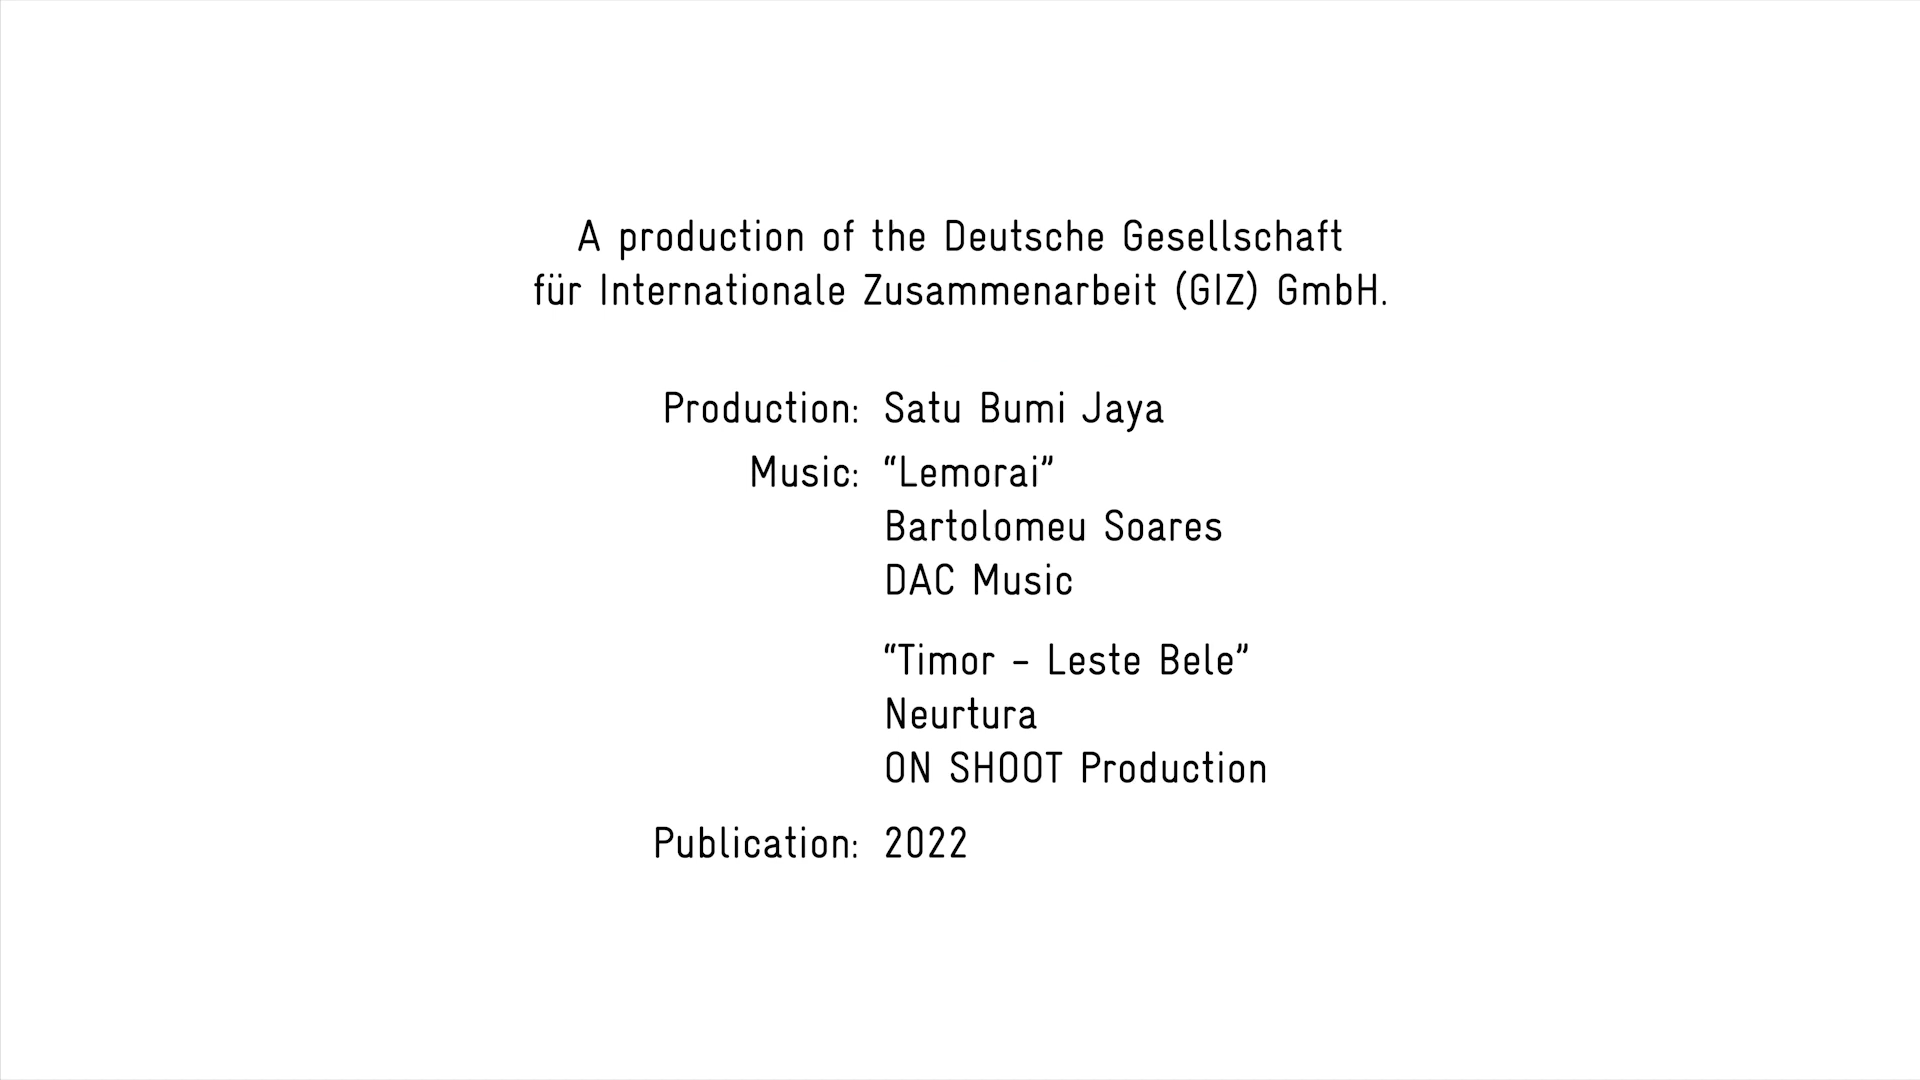 A production of the Deutsche Gesellschaft
für Internationale Zusammenarbeit (GIZ) GmbH.
Production: Satu Bumi Jaya
Music: “Lemorai”
Bartolomeu Soares
DAC Music
“Timor – Leste Bele”
Neurtura
ON SHOOT Production
Publication: 2022